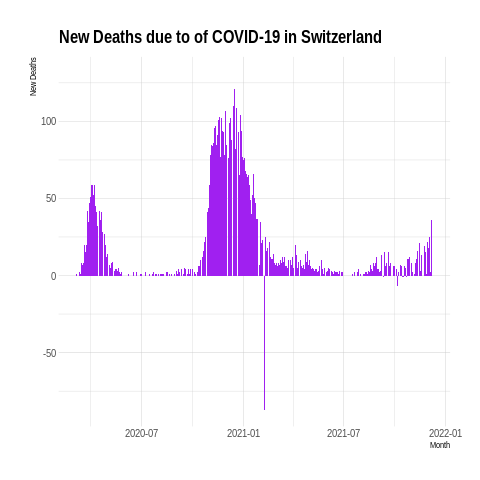 New Deaths due to of COVID-19 in Switzerland
New Deaths
100
50
0
-50
2020-07 2021-01 2021-07 2022-01
Month